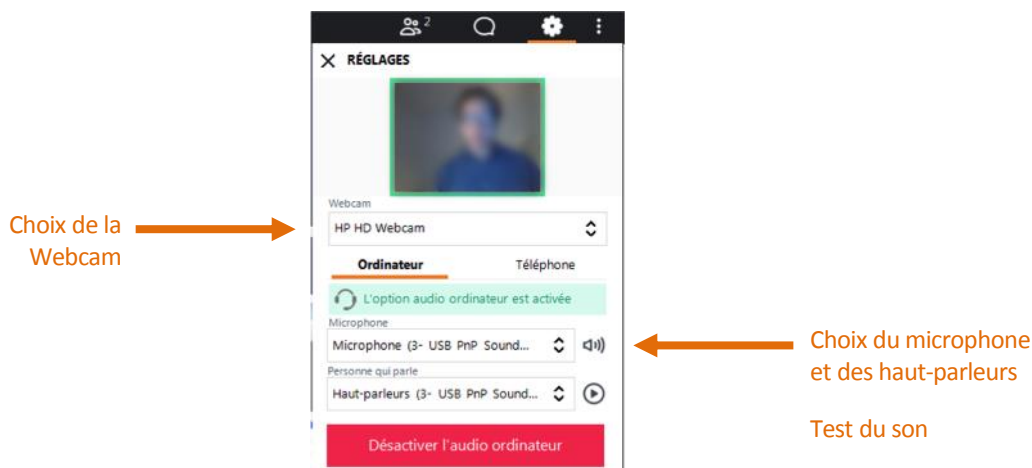 2
RÉGLAGES
Webcam
HP HD Webcam
Choix de la
Webcam
Ordinateur Téléphone
L'option audio ordinateur est activée
Microphone
Microphone (3- USB PnP Sound...
Personne qui parle
Haut-parleurs (3- USB PnP Sound...
Désactiver l'audio ordinateur
Choix du microphone
et des haut-parleurs
Test du son